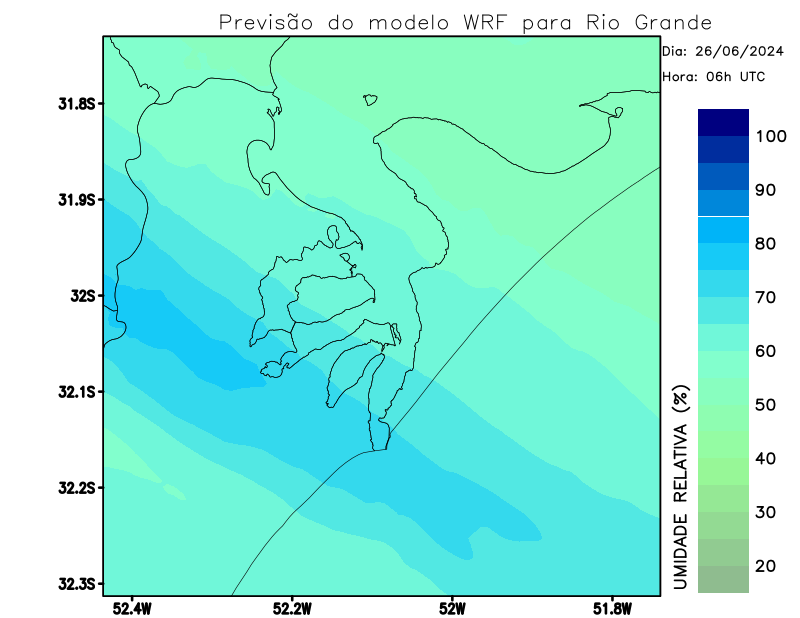 Previsão do modelo WRF para Rio Grande
Dia: 26/06/2024
Hora: 06h UTC
31.8S
31.9S
32S
32.1S
32.2S
32.3S
52.4W
52.2W
52W
51.8W
100
90
80
70
60
50
40
30
20
UMIDADE RELATIVA (%)